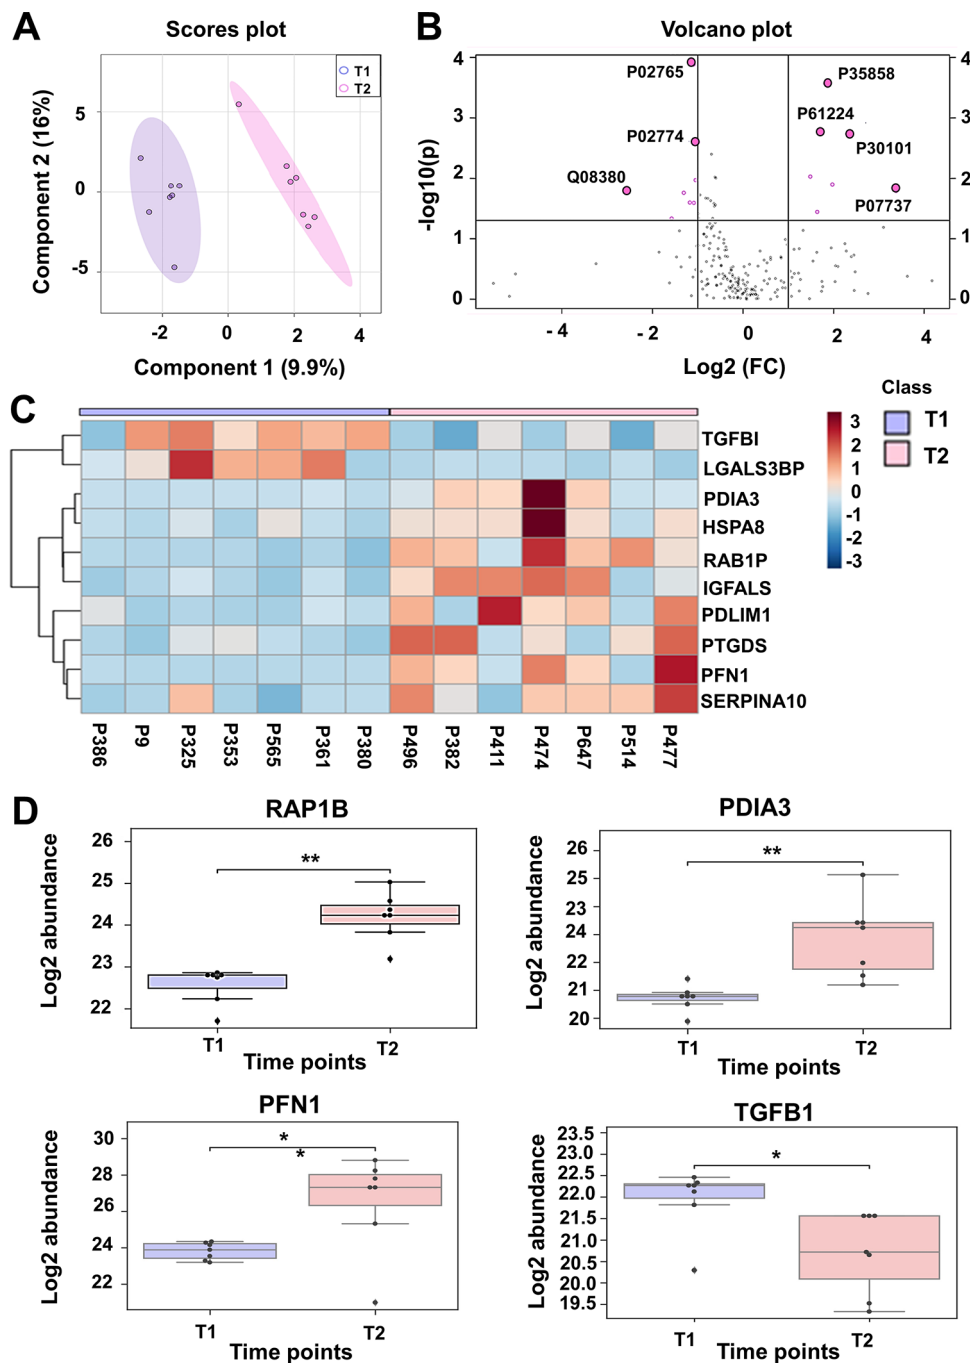 A
Scores plot
T1
T2
5
0
-5
Component 2 (16%)
-2
0
2
4
Component 1 (9.9%)
B
Volcano plot
4
3
2
1
0
-log10(p)
P02765
P35858
P61224
P02774
P30101
Q08380
P07737
4
3
2
1
0
- 4
- 2
0
2
4
Log2 (FC)
C
Class
T1
T2
3
2
1
0
-1
-2
-3
TGFBI
LGALS3BP
PDIA3
HSPA8
RAB1P
IGFALS
PDLIM1
PTGDS
PFN1
SERPINA10
P386
P9
P325
P353
P565
P361
P380
P496
P382
P411
P474
P647
P514
P477
D
RAP1B
Log2 abundance
26
25
24
23
22
**
T1
T2
Time points
PDIA3
Log2 abundance
26
25
23
24
22
21
20
**
T1
T2
Time points
PFN1
Log2 abundance
30
28
26
24
22
*
*
T1
T2
Time points
TGFB1
Log2 abundance
23.5
23.0
22.5
22.0
21.5
21.0
20.5
20.0
19.5
*
T1
T2
Time points